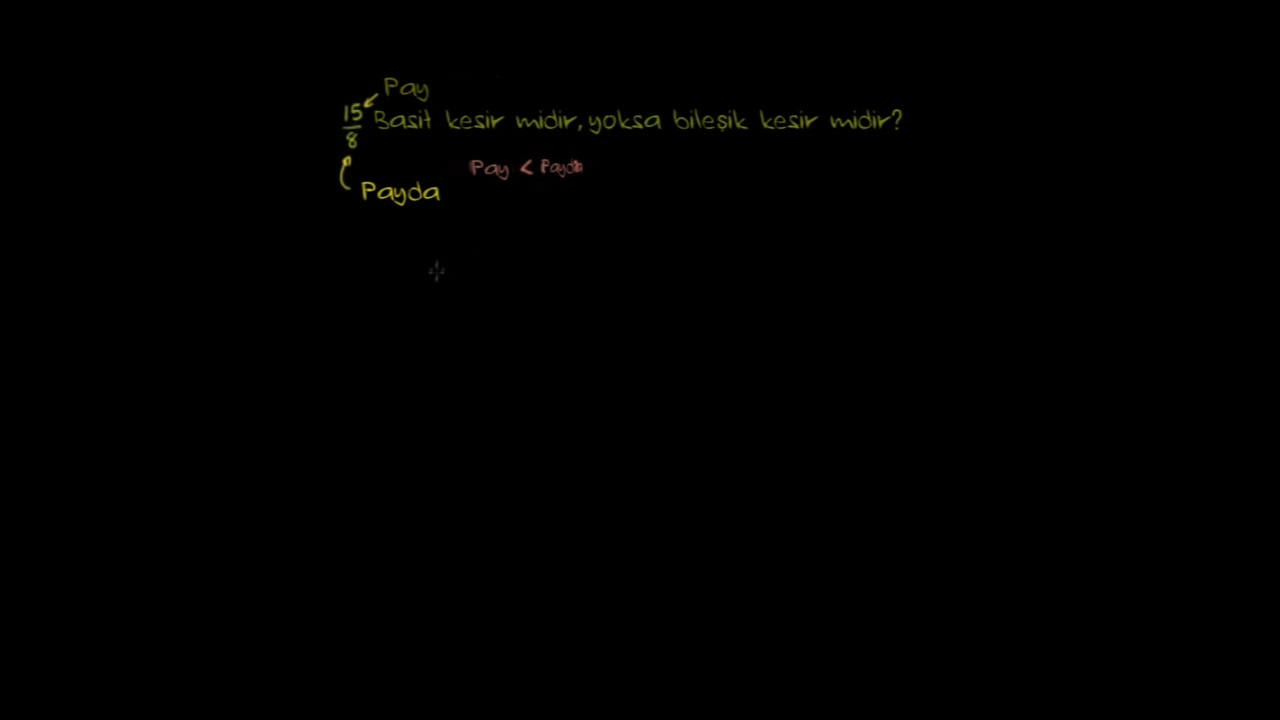 Pay
15/8 Basit kesir midir, yoksa bileşik kesir midir?
Pay < Payda
Payda